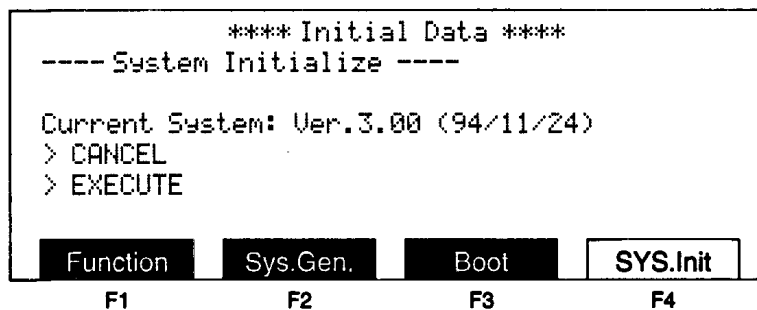 **** Initial Data ****
---- System Initialize ----
Current System: Ver.3.00 (94/11/24)
> CANCEL
> EXECUTE
Function Sys.Gen. Boot SYS.Init
F1 F2 F3 F4